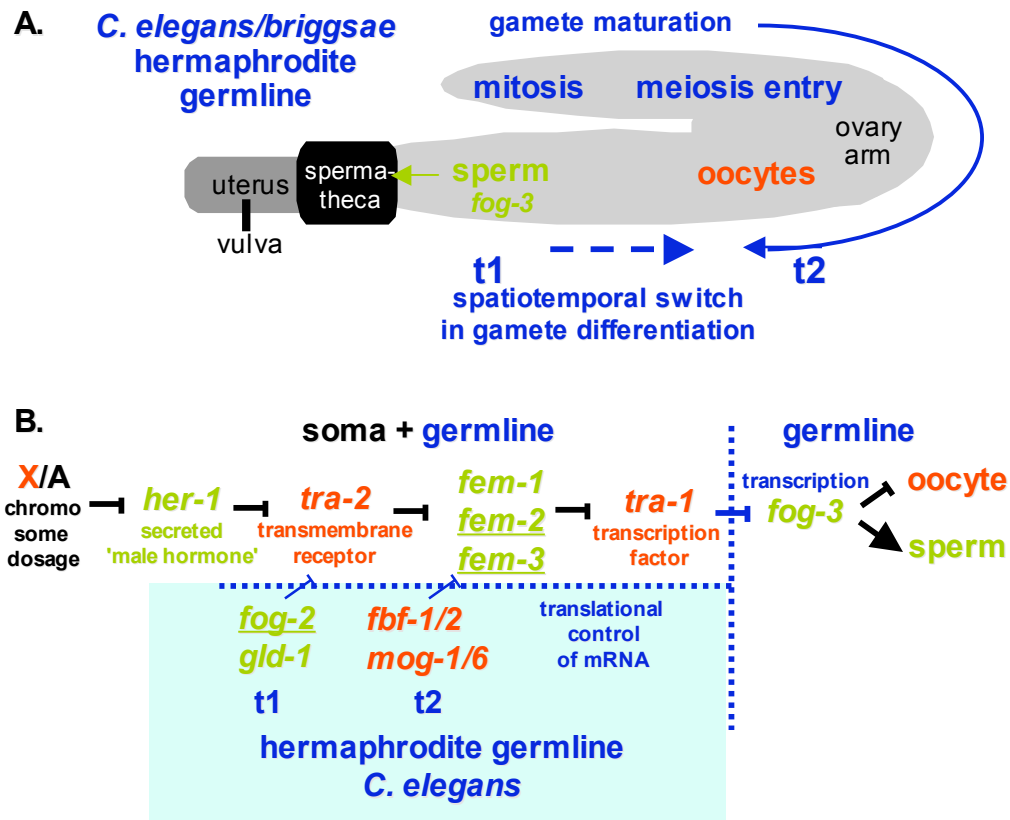 A.
C. elegans/briggsae
hermaphrodite
germline
gamete maturation
mitosis
meiosis entry
ovary
arm
uterus
sperma-
theca
sperm
fog-3
oocytes
vulva
t1
t2
spatiotemporal switch
in gamete differentiation
B.
soma + germline
germline
X/A
chromo
some
dosage
her-1
secreted
'male hormone'
tra-2
transmembrane
receptor
fem-1
fem-2
fem-3
tra-1
transcription
factor
transcription
fog-3
oocyte
sperm
fog-2
gld-1
t1
fbf-1/2
mog-1/6
t2
translational
control
of mRNA
hermaphrodite germline
C. elegans